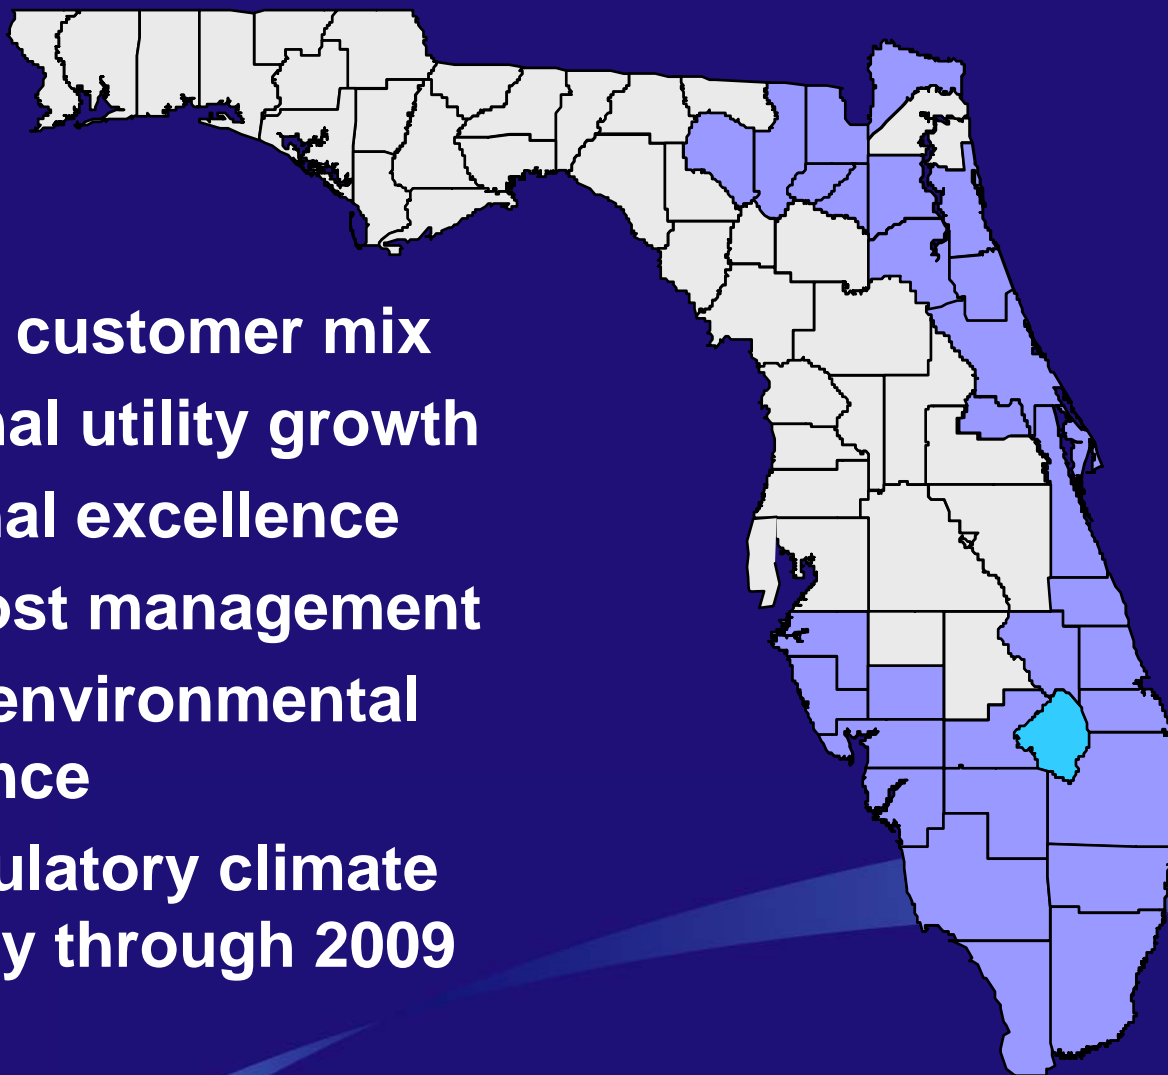 customer mix
nal utility growth
nal excellence
ost management
environmental
nce
ulatory climate
y through 2009